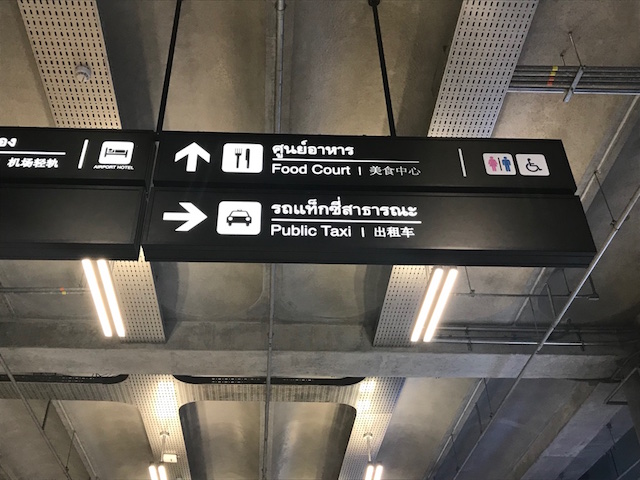 机场轻轨
AIRPORT HOTEL
ศูนย์อาหาร
Food Court | 美食中心
รถแท็กซี่สาธารณะ
Public Taxi | 出租车